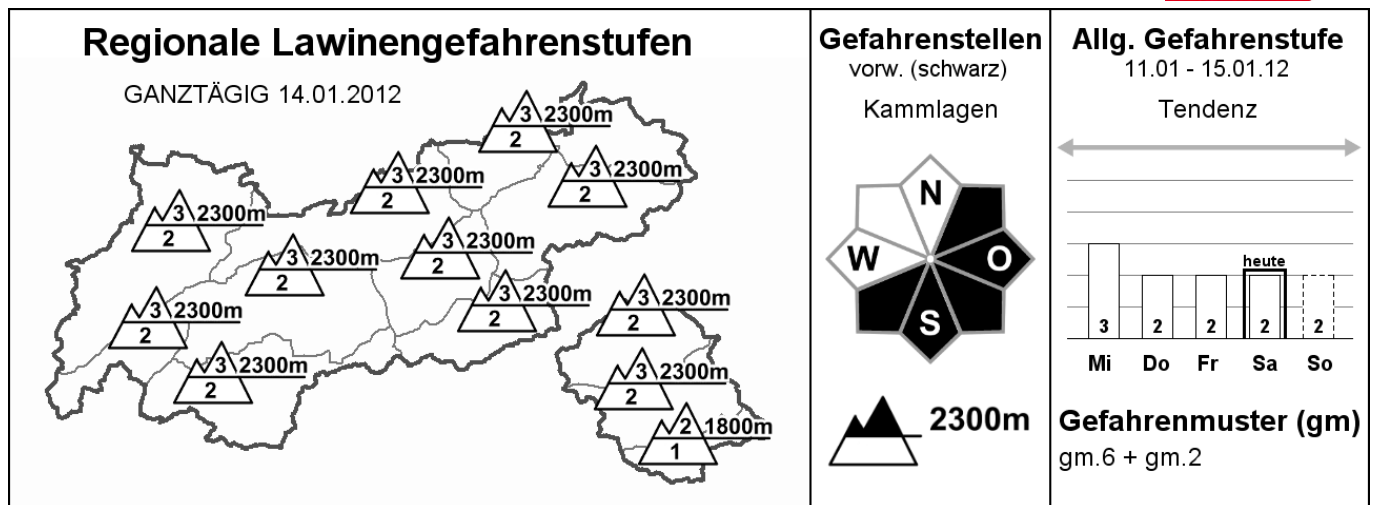 Regionale Lawinengefahrenstufen
GANZTÄGIG 14.01.2012
3 2300m
2
3 2300m
2
3 2300m
2
3 2300m
2
3 2300m
2
3 2300m
2
3 2300m
2
3 2300m
2
3 2300m
2
3 2300m
2
3 2300m
2
2 1800m
1
Gefahrenstellen
vorw. (schwarz)
Kammlagen
N
W O
S
2300m
Allg. Gefahrenstufe
11.01 - 15.01.12
Tendenz
heute
3 2 2 2 2
Mi Do Fr Sa So
Gefahrenmuster (gm)
gm.6 + gm.2